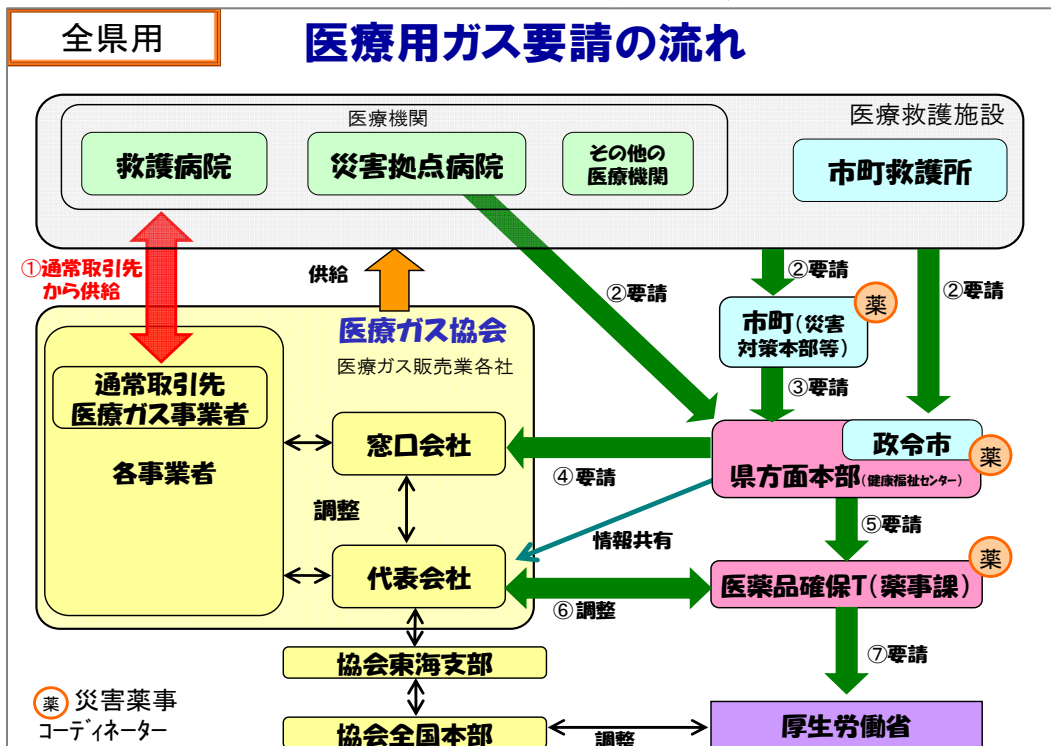 全県用
医療用ガス要請の流れ
医療機関
医療救護施設
救護病院
災害拠点病院
その他の
医療機関
市町救護所
①通常取引先
から供給
供給
②要請
②要請
②要請
医療ガス協会
医療ガス販売業各社
市町(災害
対策本部等)
薬
通常取引先
医療ガス事業者
各事業者
③要請
窓口会社
④要請
政令市
県方面本部(健康福祉センター)
薬
調整
情報共有
⑤要請
代表会社
⑥調整
医薬品確保T(薬事課)
薬
協会東海支部
⑦要請
薬 災害薬事
コーディネーター
協会全国本部
調整
厚生労働省